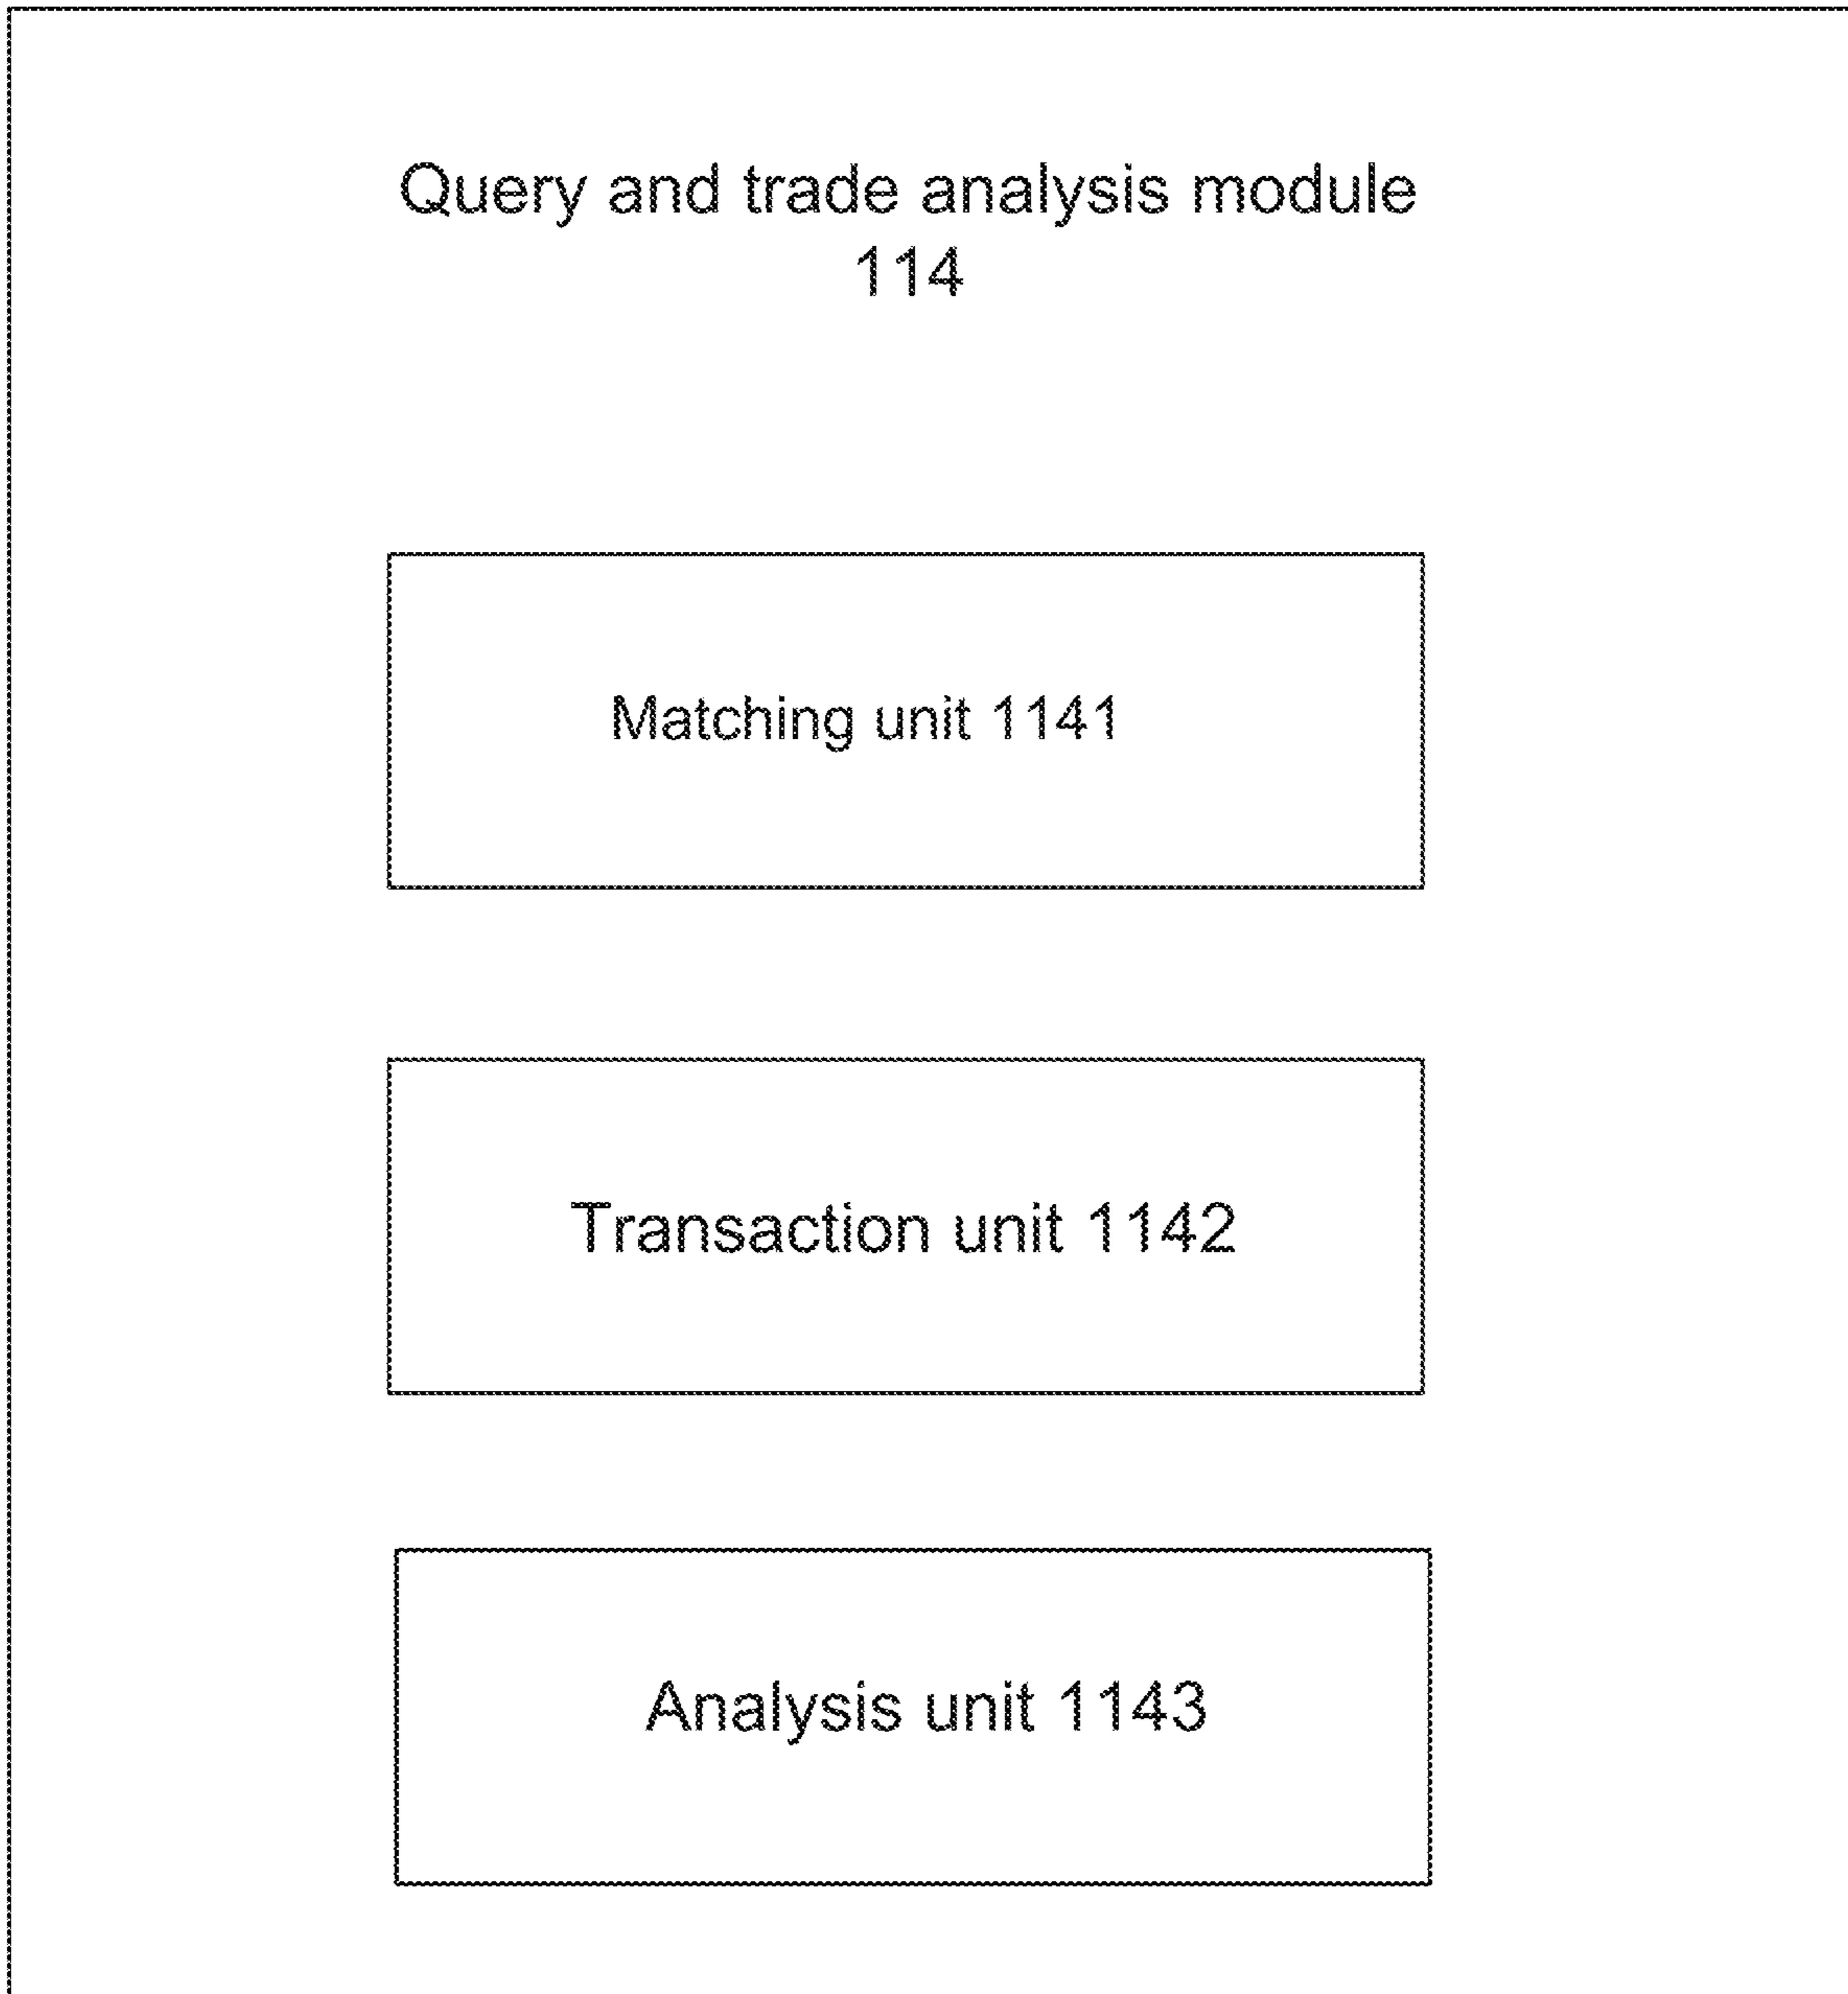 Query and trade analysis module
114
Matching unit 1141
Transaction unit 1142
Analysis unit 1143